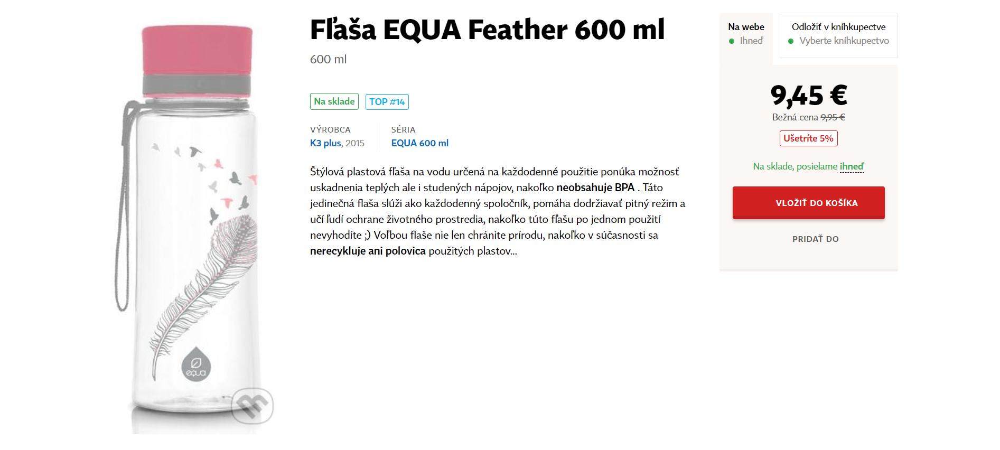 Fľaša EQUA Feather 600 ml
600 ml
Na sklade
TOP #14
VÝROBCA
K3 plus, 2015
SÉRIA
EQUA 600 ml
Štýlová plastová fľaša na vodu určená na každodenné použitie ponúka možnosť
uskadnenia teplých ale i studených nápojov, nakoľko neobsahuje BPA . Táto
jedinečná flaša slúži ako každodenný spoločník, pomáha dodržiavať pitný režim a
učí ľudí ochrane životného prostredia, nakoľko túto fľašu po jednom použití
nevyhodíte ;) Voľbou flaše nie len chránite prírodu, nakoľko v súčasnosti sa
nerecykluje ani polovica použitých plastov...
Na webe
Ihneď
Odložiť v kníhkupectve
Vyberte kníhkupectvo
9,45 €
Bežná cena 9,95 €
Ušetríte 5%
Na sklade, posielame ihneď
VLOŽIŤ DO KOŠÍKA
PRIDAŤ DO
equa
m